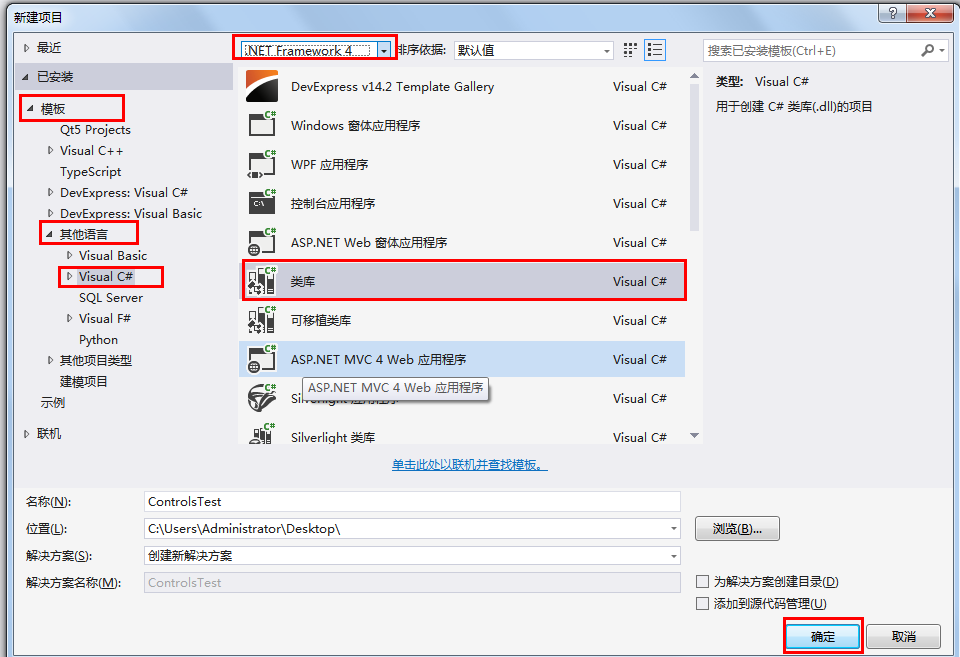 新建项目
最近
.NET Framework 4
排序依据:
默认值
搜索已安装模板(Ctrl+E)
已安装
模板
Qt5 Projects
Visual C++
TypeScript
DevExpress: Visual C#
DevExpress: Visual Basic
其他语言
Visual Basic
Visual C#
SQL Server
Visual F#
Python
其他项目类型
建模项目
示例
联机
DevExpress v14.2 Template Gallery Visual C#
Windows 窗体应用程序 Visual C#
WPF 应用程序 Visual C#
控制台应用程序 Visual C#
ASP.NET Web 窗体应用程序 Visual C#
类库 Visual C#
可移植类库 Visual C#
ASP.NET MVC 4 Web 应用程序 Visual C#
ASP.NET MVC 4 Web 应用程序
Silverlight 应用程序 Visual C#
Silverlight 类库 Visual C#
单击此处以联机并查找模板。
类型: Visual C#
用于创建 C# 类库(.dll)的项目
名称(N): ControlsTest
位置(L): C:\Users\Administrator\Desktop\
浏览(B)...
解决方案(S): 创建新解决方案
解决方案名称(M): ControlsTest
为解决方案创建目录(D)
添加到源代码管理(U)
确定
取消